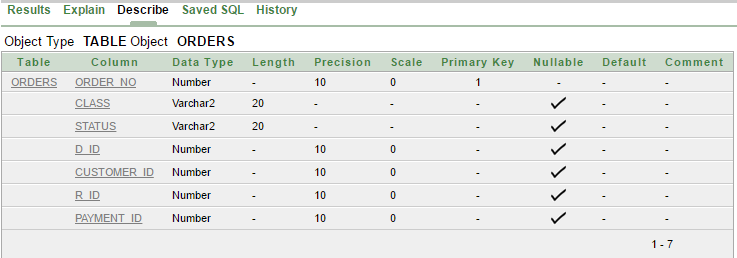 Results Explain Describe Saved SQL History
Object Type TABLE Object ORDERS
Table Column Data Type Length Precision Scale Primary Key Nullable Default Comment
ORDERS ORDER_NO Number - 10 0 1 - - -
CLASS Varchar2 20 - - - ✓ - -
STATUS Varchar2 20 - - - ✓ - -
D_ID Number - 10 0 - ✓ - -
CUSTOMER_ID Number - 10 0 - ✓ - -
R_ID Number - 10 0 - ✓ - -
PAYMENT_ID Number - 10 0 - ✓ - -
1 - 7